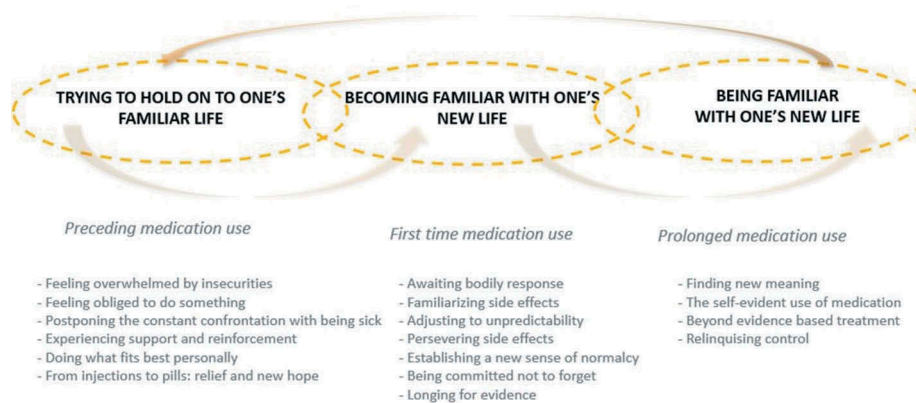 TRYING TO HOLD ON TO ONE'S
FAMILIAR LIFE
BECOMING FAMILIAR WITH ONE'S
NEW LIFE
BEING FAMILIAR
WITH ONE'S NEW LIFE
Preceding medication use
- Feeling overwhelmed by insecurities
- Feeling obliged to do something
- Postponing the constant confrontation with being sick
- Experiencing support and reinforcement
- Doing what fits best personally
- From injections to pills: relief and new hope
First time medication use
- Awaiting bodily response
- Familiarizing side effects
- Adjusting to unpredictability
- Persevering side effects
- Establishing a new sense of normalcy
- Being committed not to forget
- Longing for evidence
Prolonged medication use
- Finding new meaning
- The self-evident use of medication
- Beyond evidence based treatment
- Relinquising control